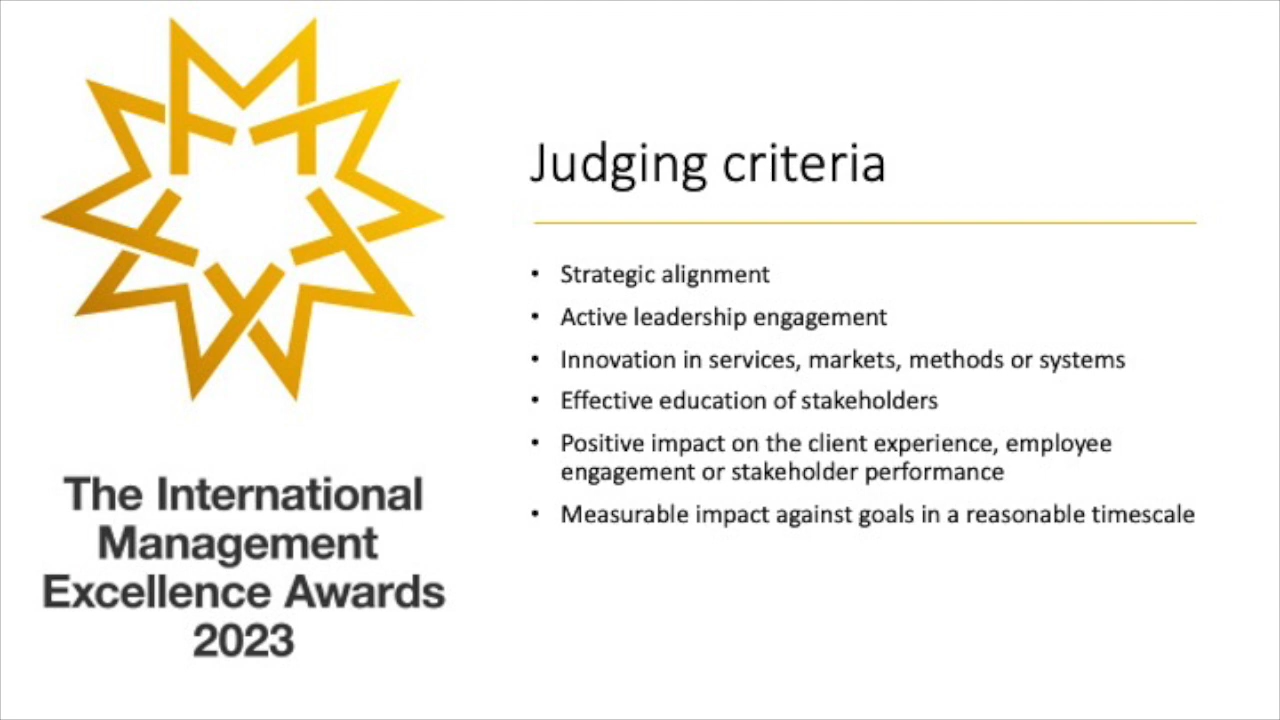 The International
Management
Excellence Awards
2023
Judging criteria
• Strategic alignment
• Active leadership engagement
• Innovation in services, markets, methods or systems
• Effective education of stakeholders
• Positive impact on the client experience, employee
engagement or stakeholder performance
• Measurable impact against goals in a reasonable timescale